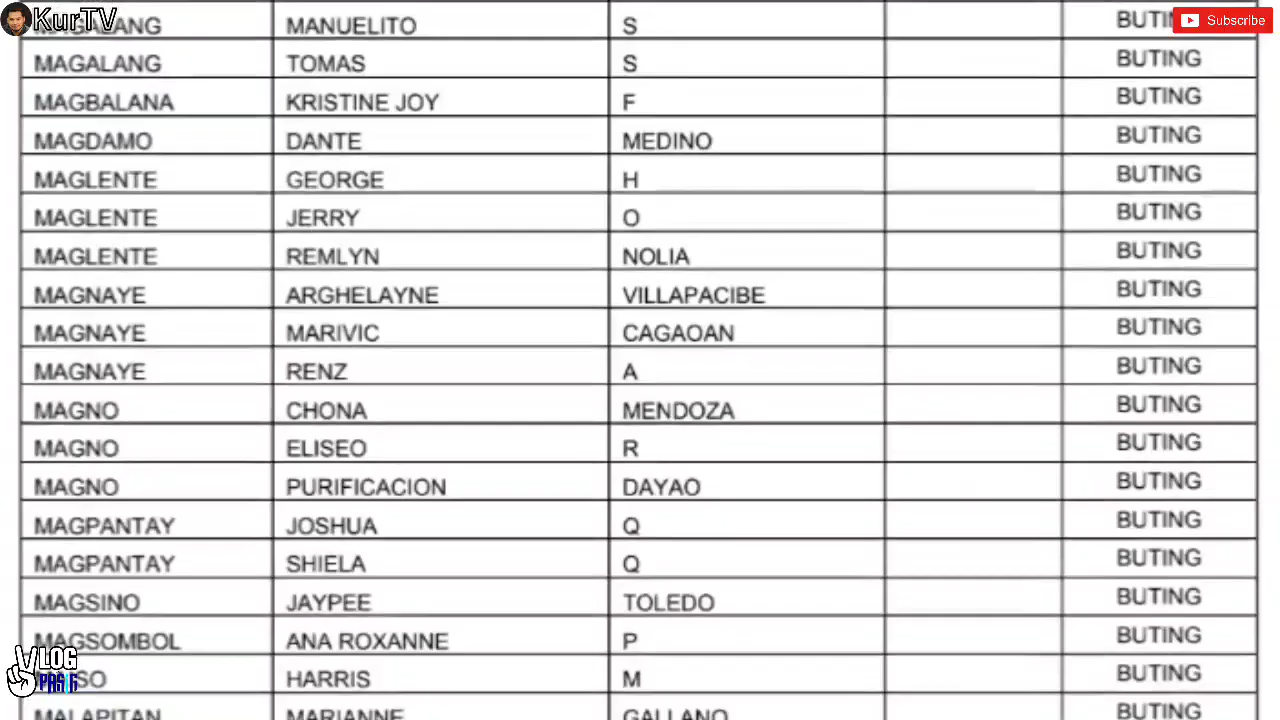 KurTV
Subscribe
MAGALANG MANUELITO S
MAGALANG TOMAS S BUTING
MAGBALANA KRISTINE JOY F BUTING
MAGDAMO DANTE MEDINO BUTING
MAGLENTE GEORGE H BUTING
MAGLENTE JERRY O BUTING
MAGLENTE REMLYN NOLIA BUTING
MAGNAYE ARGHELAYNE VILLAPACIBE BUTING
MAGNAYE MARIVIC CAGAOAN BUTING
MAGNAYE RENZ A BUTING
MAGNO CHONA MENDOZA BUTING
MAGNO ELISEO R BUTING
MAGNO PURIFICACION DAYAO BUTING
MAGPANTAY JOSHUA Q BUTING
MAGPANTAY SHIELA Q BUTING
MAGSINO JAYPEE TOLEDO BUTING
MAGSOMBOL ANA ROXANNE P BUTING
HARRIS M BUTING
MALAPITAN MARIANNE GALLANO BUTING
VLOG
PASIG